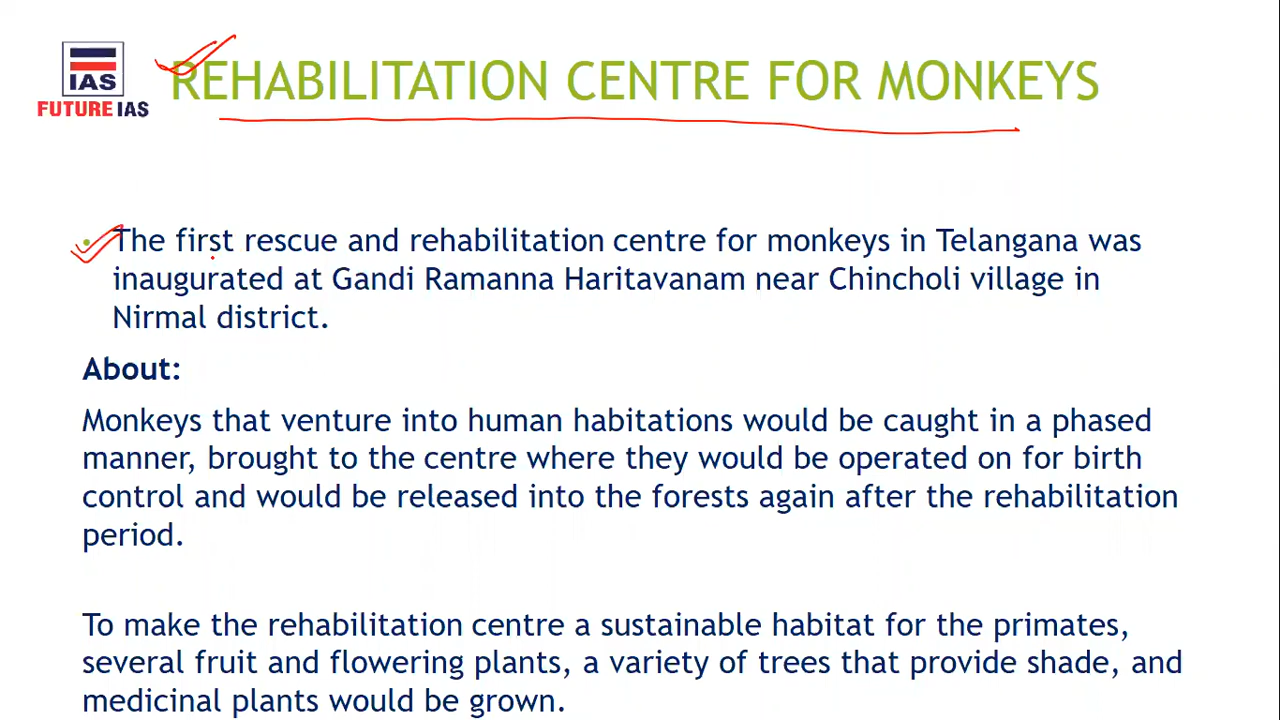 IAS
FUTURE IAS
REHABILITATION CENTRE FOR MONKEYS
• The first rescue and rehabilitation centre for monkeys in Telangana was
inaugurated at Gandi Ramanna Haritavanam near Chincholi village in
Nirmal district.
About:
Monkeys that venture into human habitations would be caught in a phased
manner, brought to the centre where they would be operated on for birth
control and would be released into the forests again after the rehabilitation
period.
To make the rehabilitation centre a sustainable habitat for the primates,
several fruit and flowering plants, a variety of trees that provide shade, and
medicinal plants would be grown.